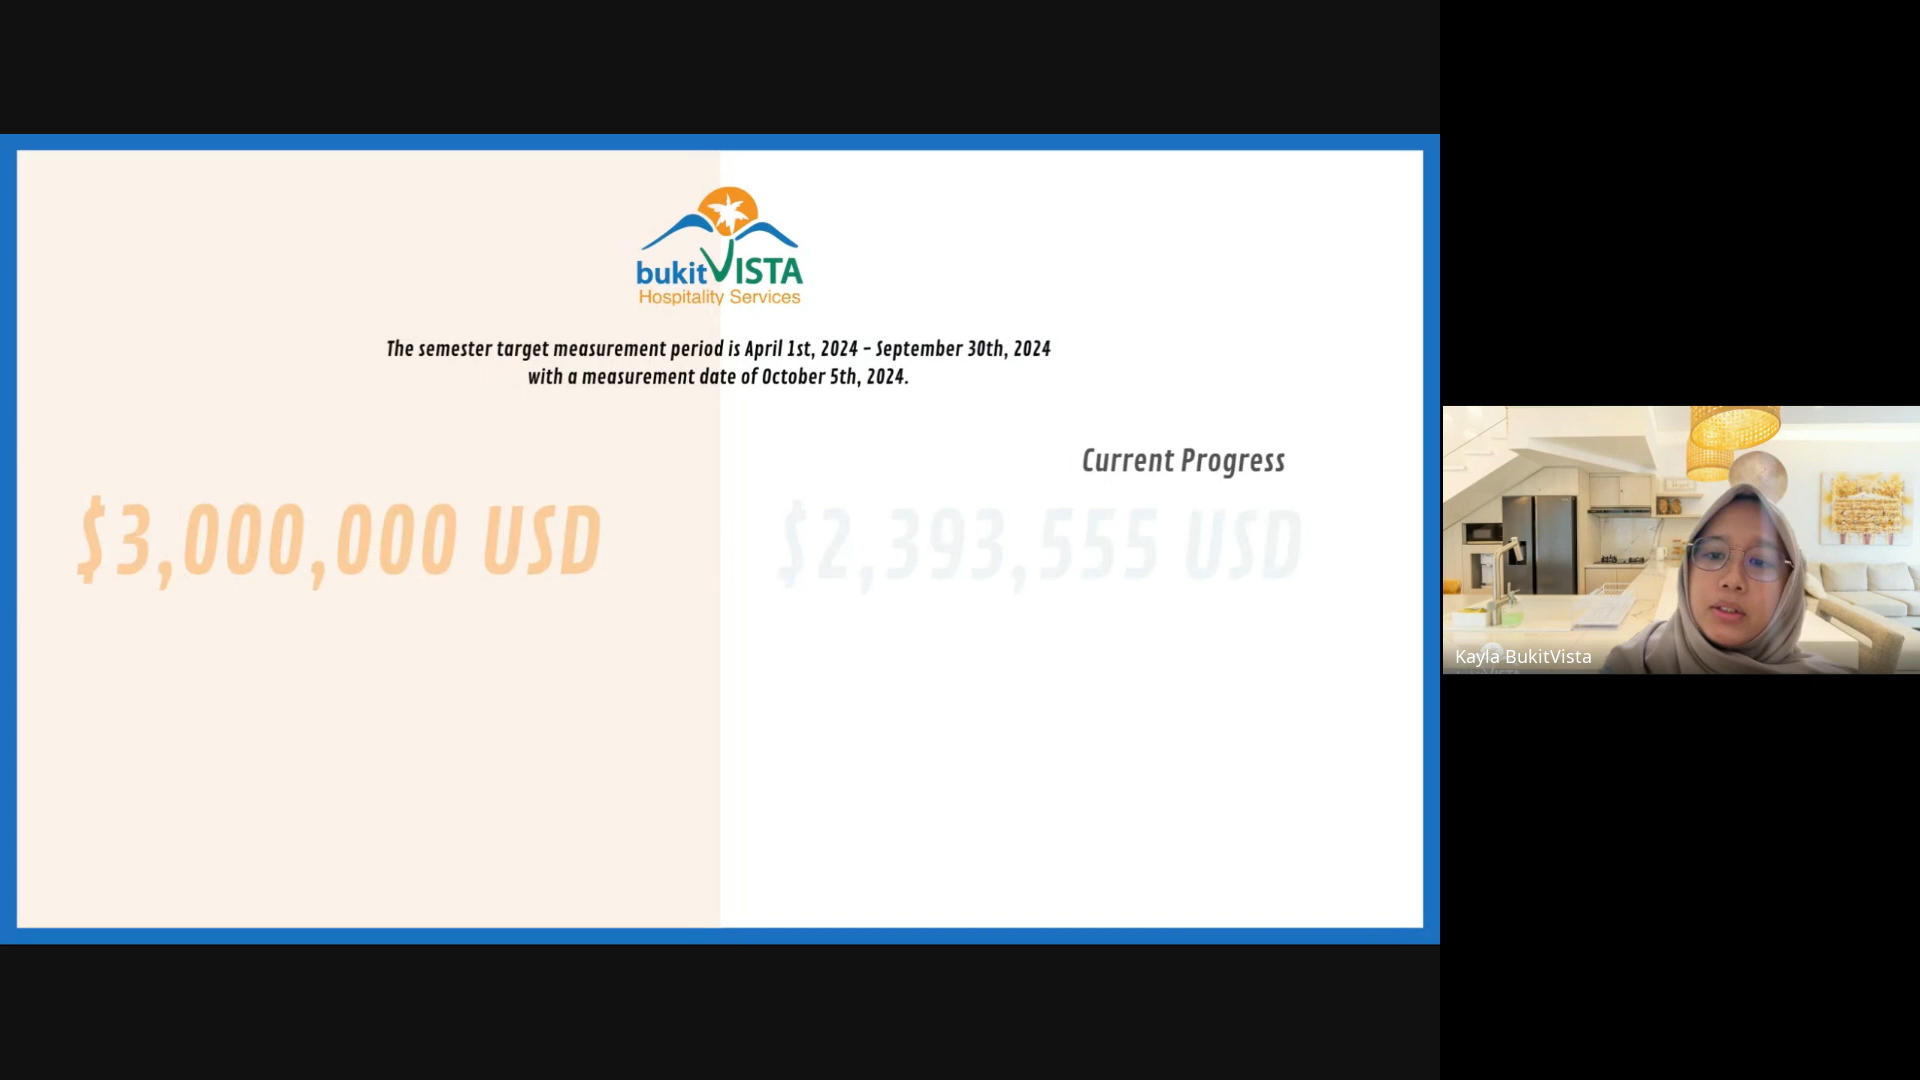 bukitVISTA
Hospitality Services
The semester target measurement period is April 1st, 2024 - September 30th, 2024
with a measurement date of October 5th, 2024.
Current Progress
$3,000,000 USD
$2,393,555 USD
Kayla BukitVista